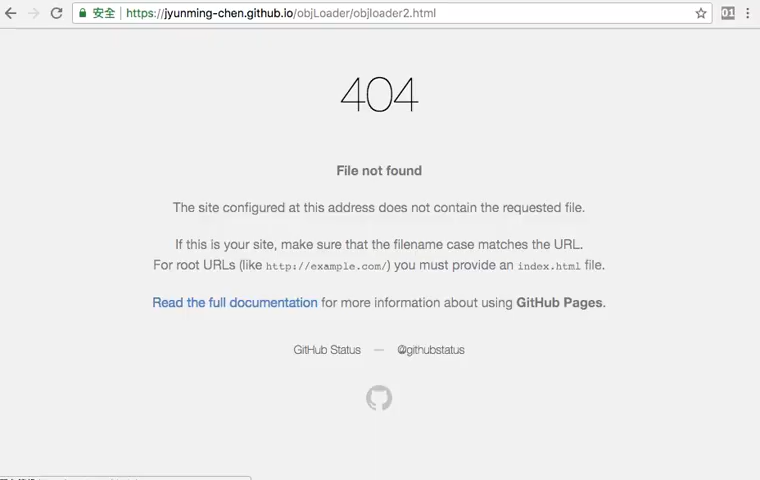 安全 https://jyunming-chen.github.io/objLoader/objloader2.html
404
File not found
The site configured at this address does not contain the requested file.
If this is your site, make sure that the filename case matches the URL.
For root URLs (like http://example.com/) you must provide an index.html file.
Read the full documentation for more information about using GitHub Pages.
GitHub Status — @githubstatus